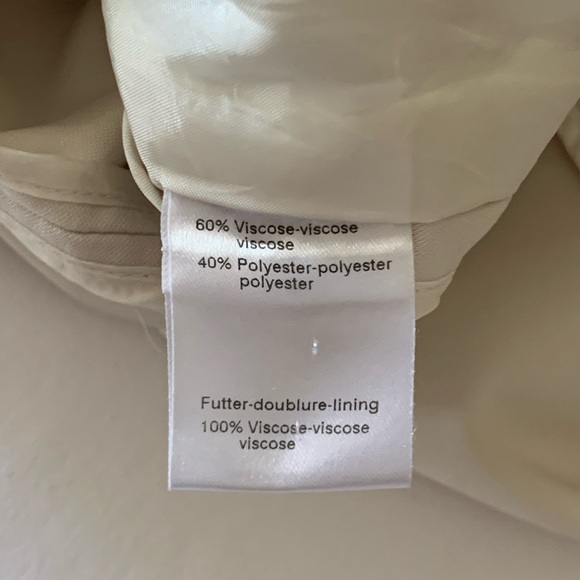 60% Viscose-viscose
viscose
40% Polyester-polyester
polyester
Futter-doublure-lining
100% Viscose-viscose
viscose